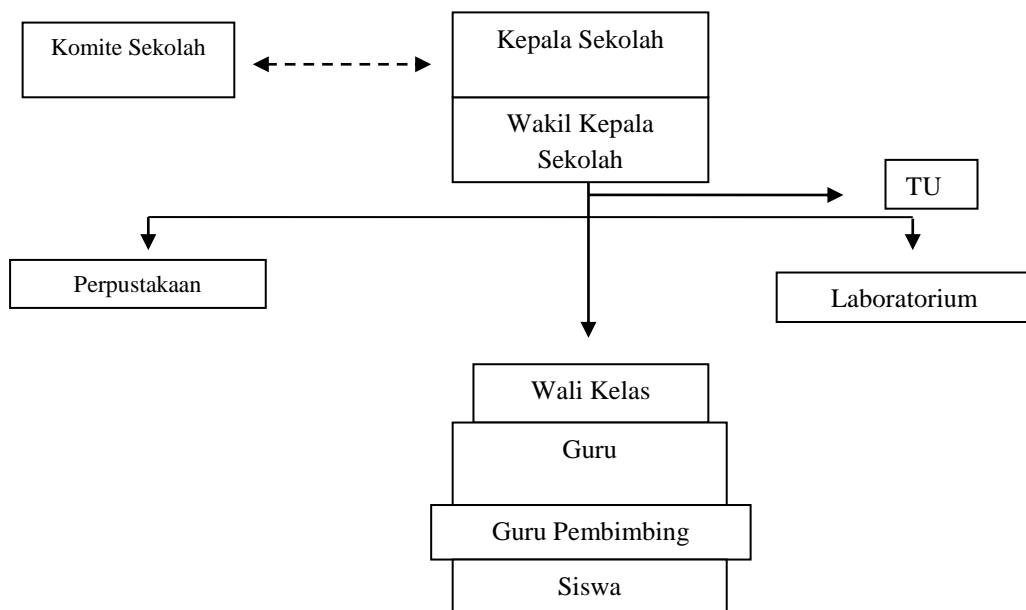 Komite Sekolah
Kepala Sekolah
Wakil Kepala
Sekolah
TU
Perpustakaan
Laboratorium
Wali Kelas
Guru
Guru Pembimbing
Siswa